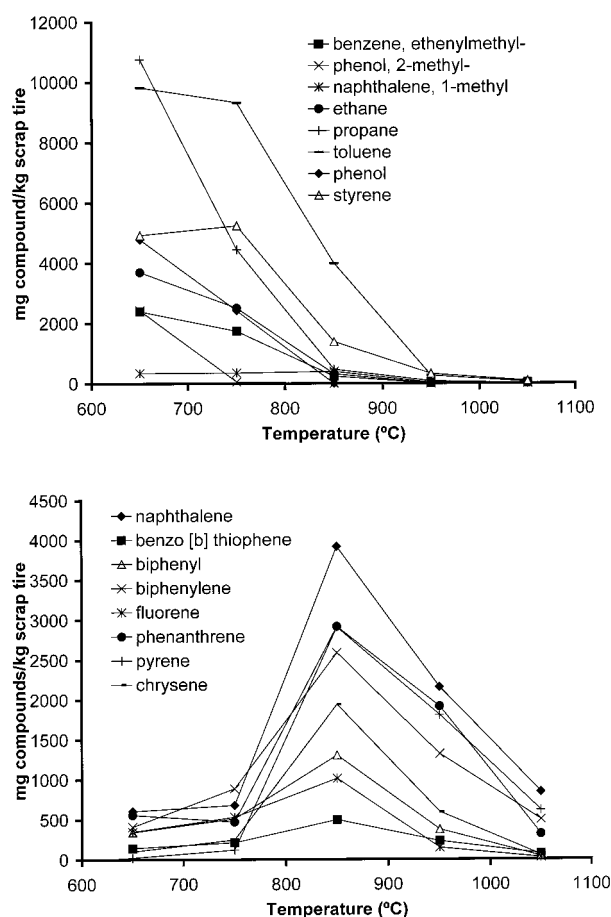 12000
10000
8000
6000
4000
2000
0
mg compound/kg scrap tire
benzene, ethenylmethyl-
phenol, 2-methyl-
naphthalene, 1-methyl
ethane
propane
toluene
phenol
styrene
600 700 800 900 1000 1100
Temperature (ºC)
4500
4000
3500
3000
2500
2000
1500
1000
500
0
mg compounds/kg scrap tire
naphthalene
benzo [b] thiophene
biphenyl
biphenylene
fluorene
phenanthrene
pyrene
chrysene
600 700 800 900 1000 1100
Temperature (ºC)